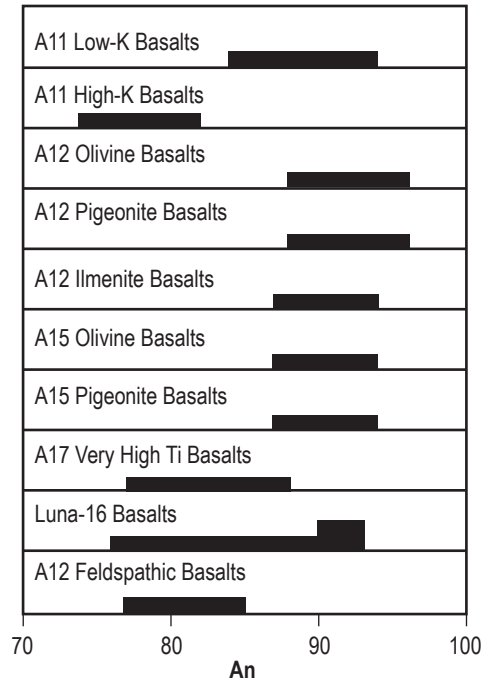 A11 Low-K Basalts
A11 High-K Basalts
A12 Olivine Basalts
A12 Pigeonite Basalts
A12 Ilmenite Basalts
A15 Olivine Basalts
A15 Pigeonite Basalts
A17 Very High Ti Basalts
Luna-16 Basalts
A12 Feldspathic Basalts
70 80 90 100
An